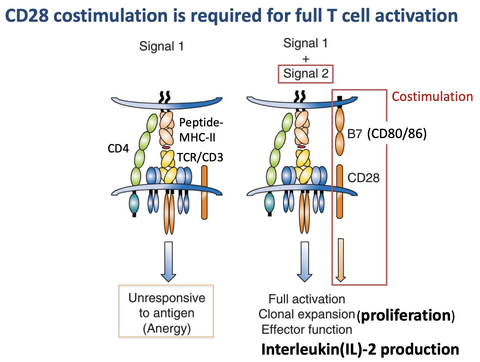 CD28 costimulation is required for full T cell activation
Signal 1
Signal 1
+
Signal 2
Costimulation
Peptide-
MHC-II
B7 (CD80/86)
CD4
TCR/CD3
CD28
Unresponsive
to antigen
(Anergy)
Full activation
Clonal expansion (proliferation)
Effector function
Interleukin(IL)-2 production